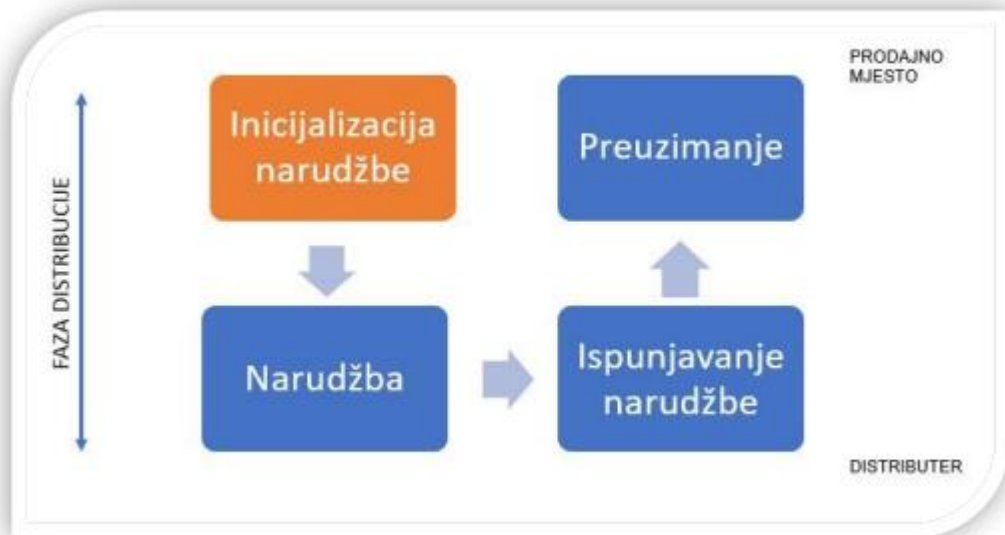 FAZA DISTRIBUCIJE
Inicijalizacija
narudžbe
Narudžba
Ispunjavanje
narudžbe
Preuzimanje
PRODAJNO
MJESTO
DISTRIBUTER